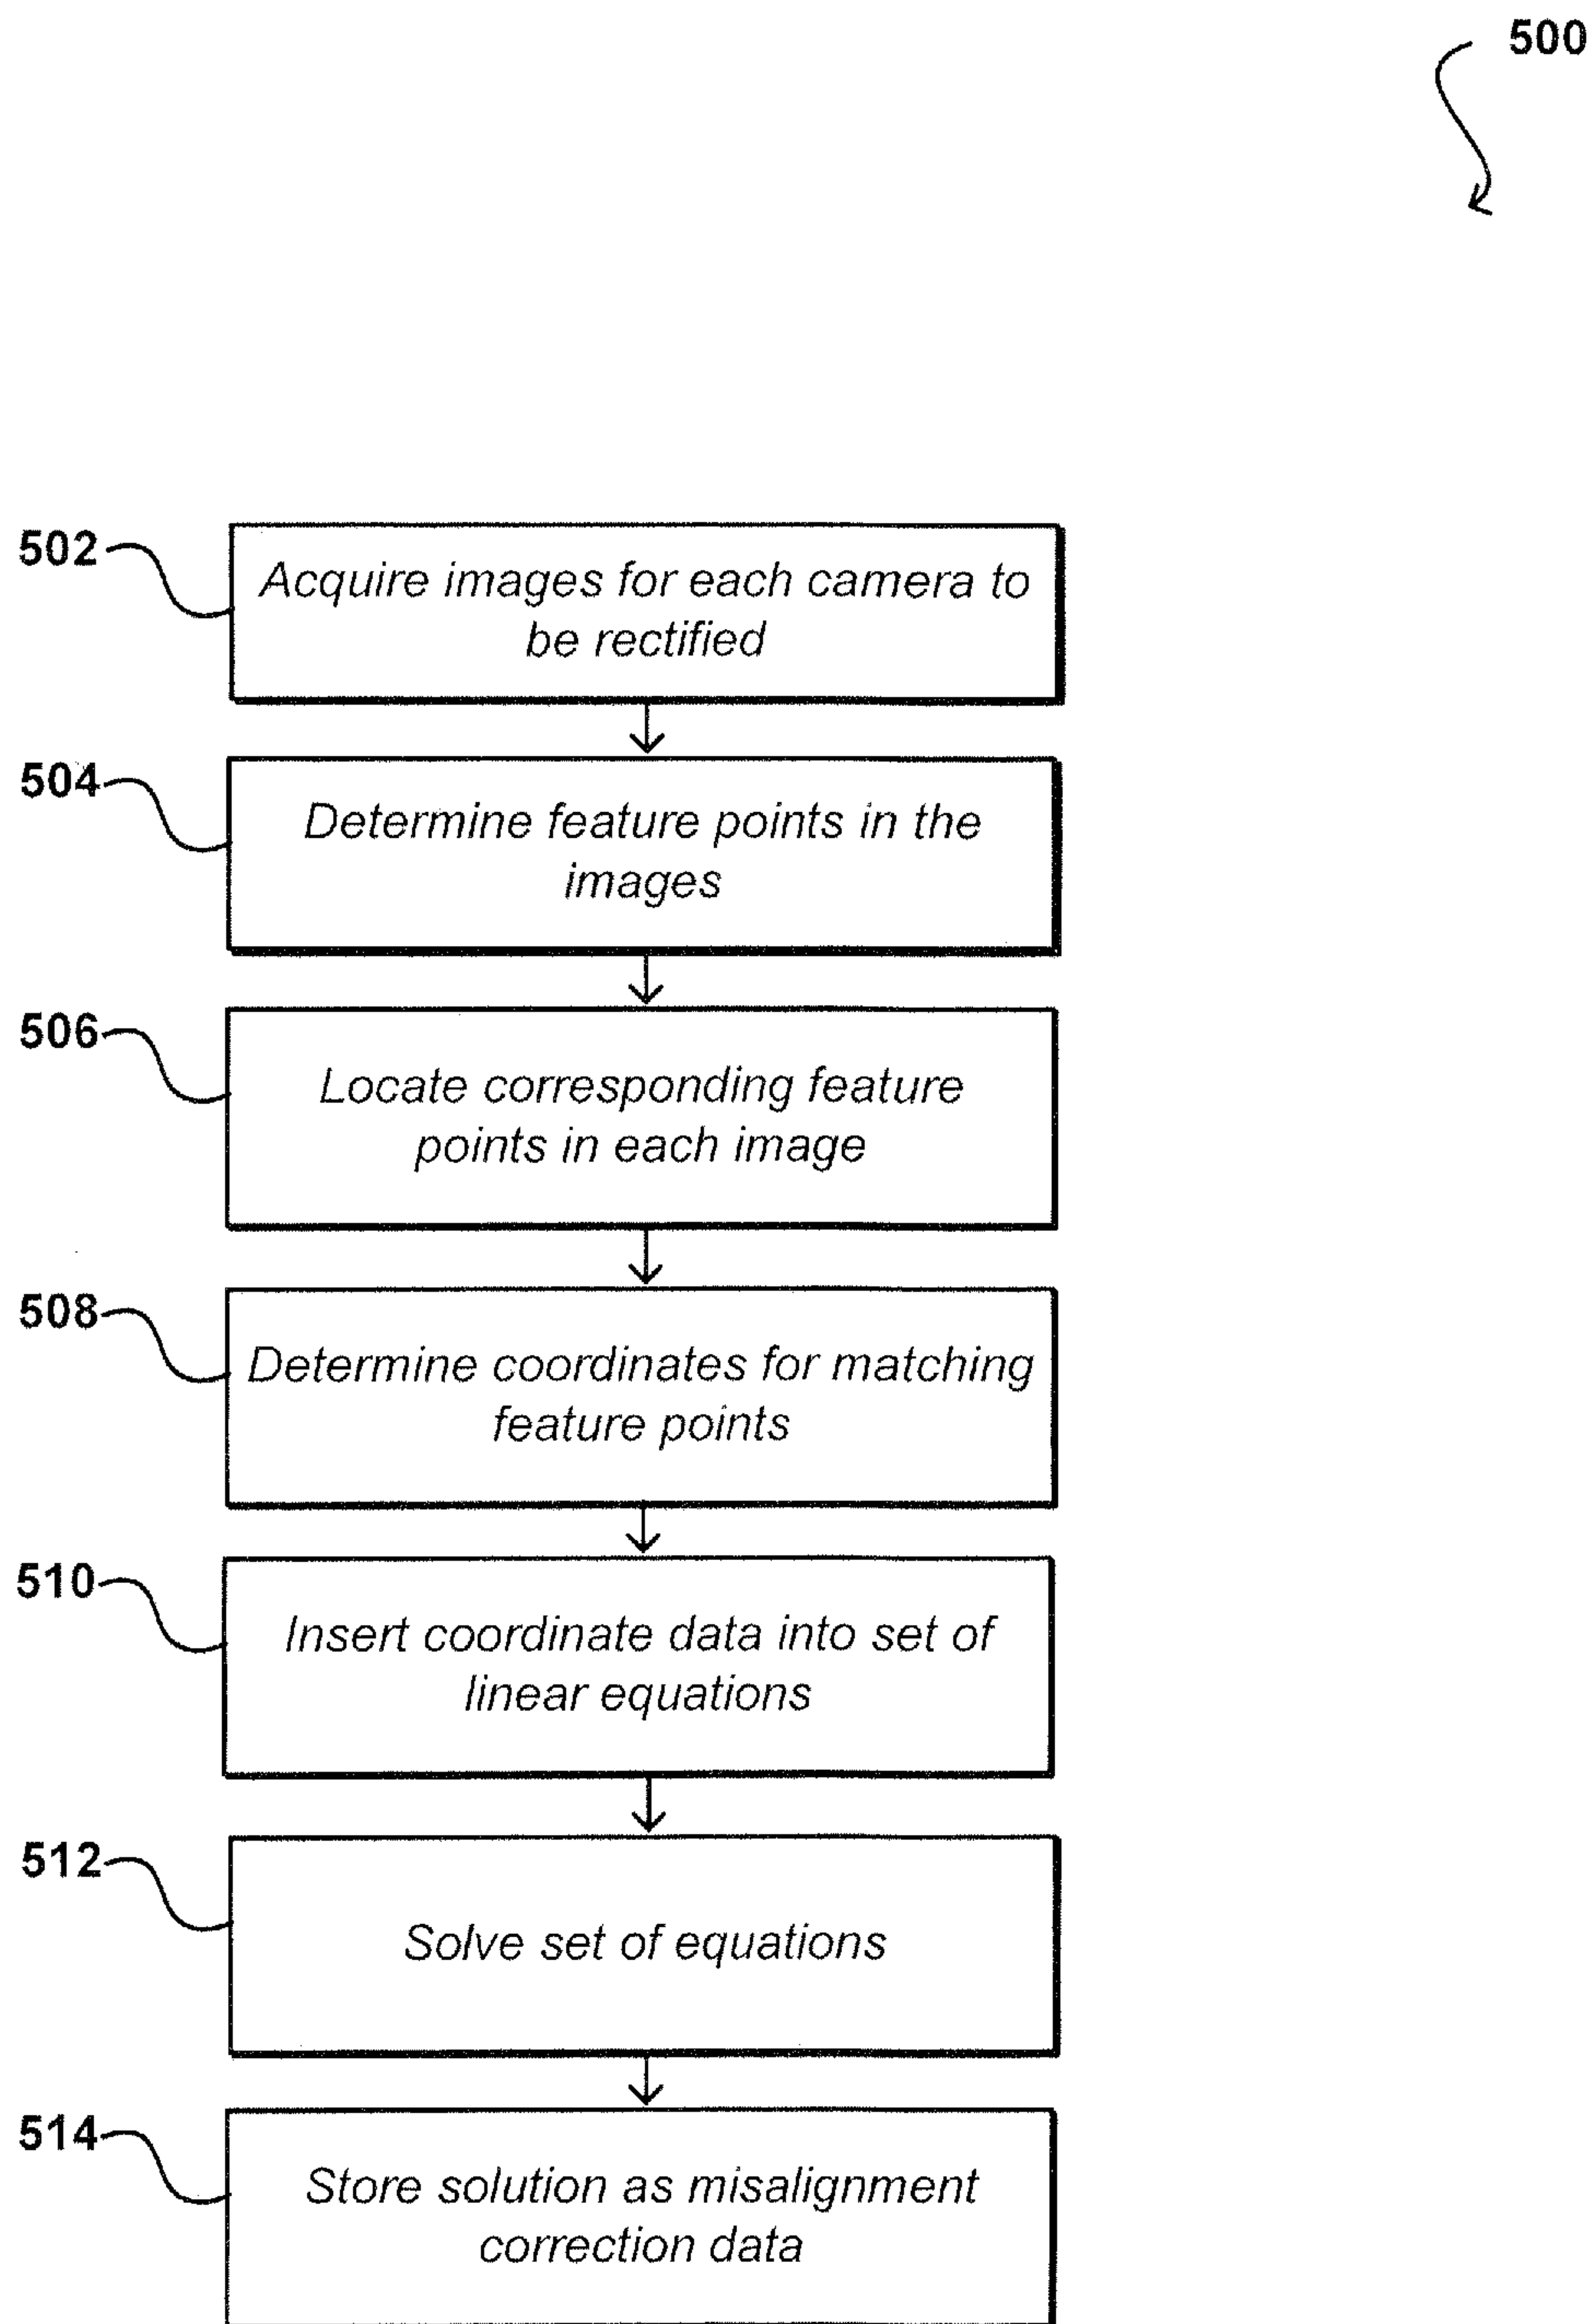 500
502
Acquire images for each camera to
be rectified
504
Determine feature points in the
images
506
Locate corresponding feature
points in each image
508
Determine coordinates for matching
feature points
510
Insert coordinate data into set of
linear equations
512
Solve set of equations
514
Store solution as misalignment
correction data